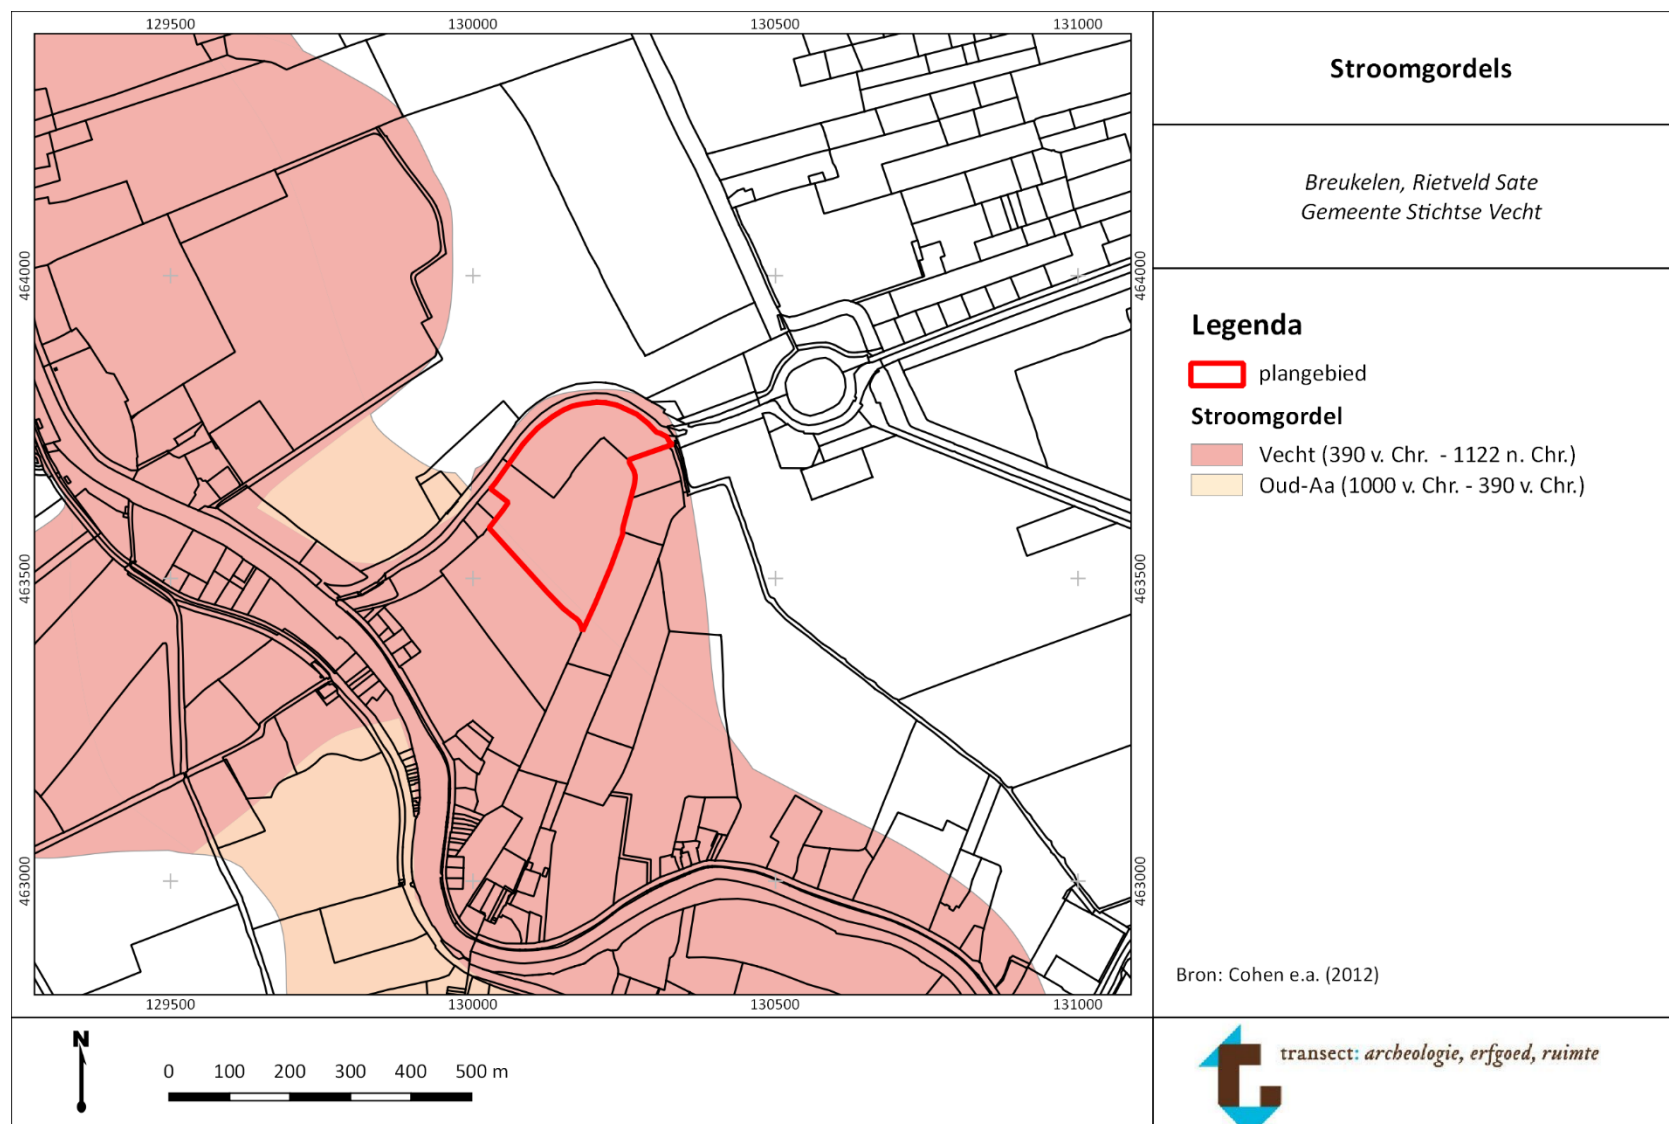 129500 130000 130500 131000
464000 464000
463500 463500
463000 463000
129500 130000 130500 131000
N
0 100 200 300 400 500 m
Stroomgordels
Breukelen, Rietveld Sate
Gemeente Stichtse Vecht
Legenda
plangebied
Stroomgordel
Vecht (390 v. Chr. - 1122 n. Chr.)
Oud-Aa (1000 v. Chr. - 390 v. Chr.)
Bron: Cohen e.a. (2012)
transect: archeologie, erfgoed, ruimte